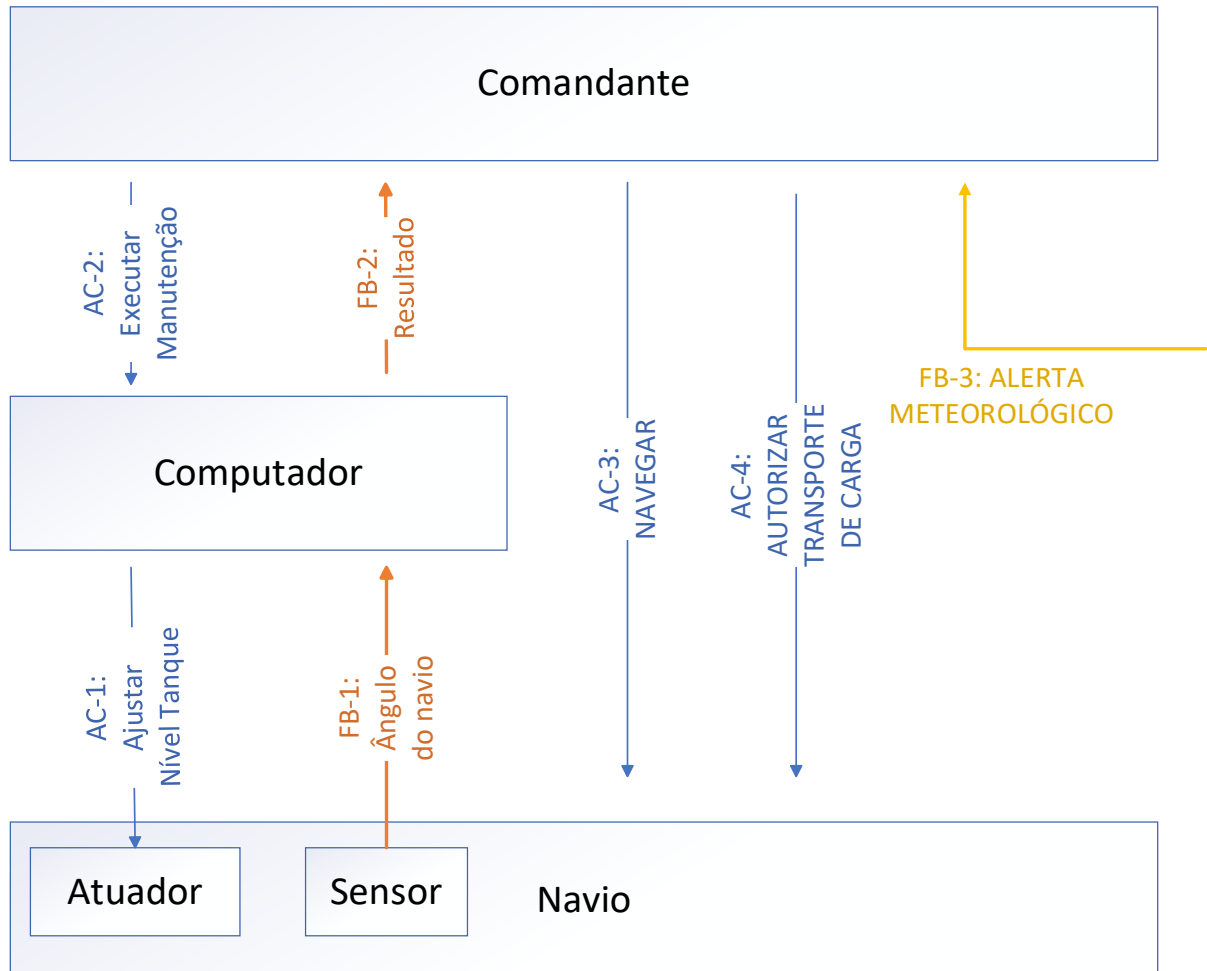 Comandante
AC-2:
Executar
Manutenção
FB-2:
Resultado
FB-3: ALERTA
METEOROLÓGICO
Computador
AC-3:
NAVEGAR
AC-4:
AUTORIZAR
TRANSPORTE
DE CARGA
AC-1:
Ajustar
Nível Tanque
FB-1:
Ângulo
do navio
Atuador
Sensor
Navio